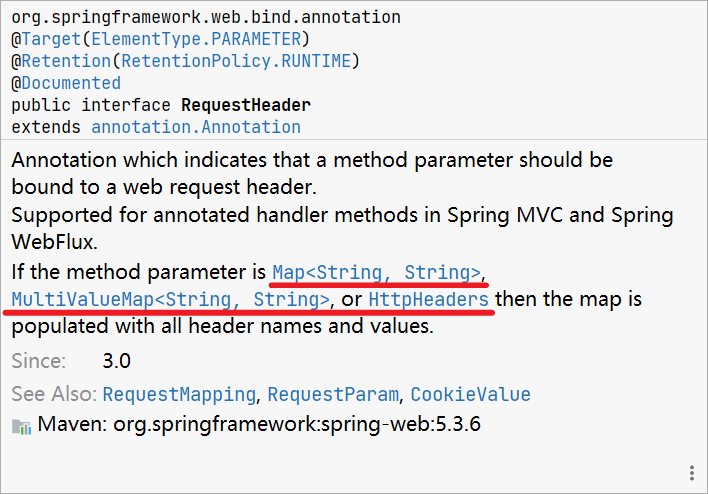 org.springframework.web.bind.annotation
@Target(ElementType.PARAMETER)
@Retention(RetentionPolicy.RUNTIME)
@Documented
public interface RequestHeader
extends annotation.Annotation
Annotation which indicates that a method parameter should be
bound to a web request header.
Supported for annotated handler methods in Spring MVC and Spring
WebFlux.
If the method parameter is Map<String, String>,
MultiValueMap<String, String>, or HttpHeaders then the map is
populated with all header names and values.
Since: 3.0
See Also: RequestMapping, RequestParam, CookieValue
Maven: org.springframework:spring-web:5.3.6